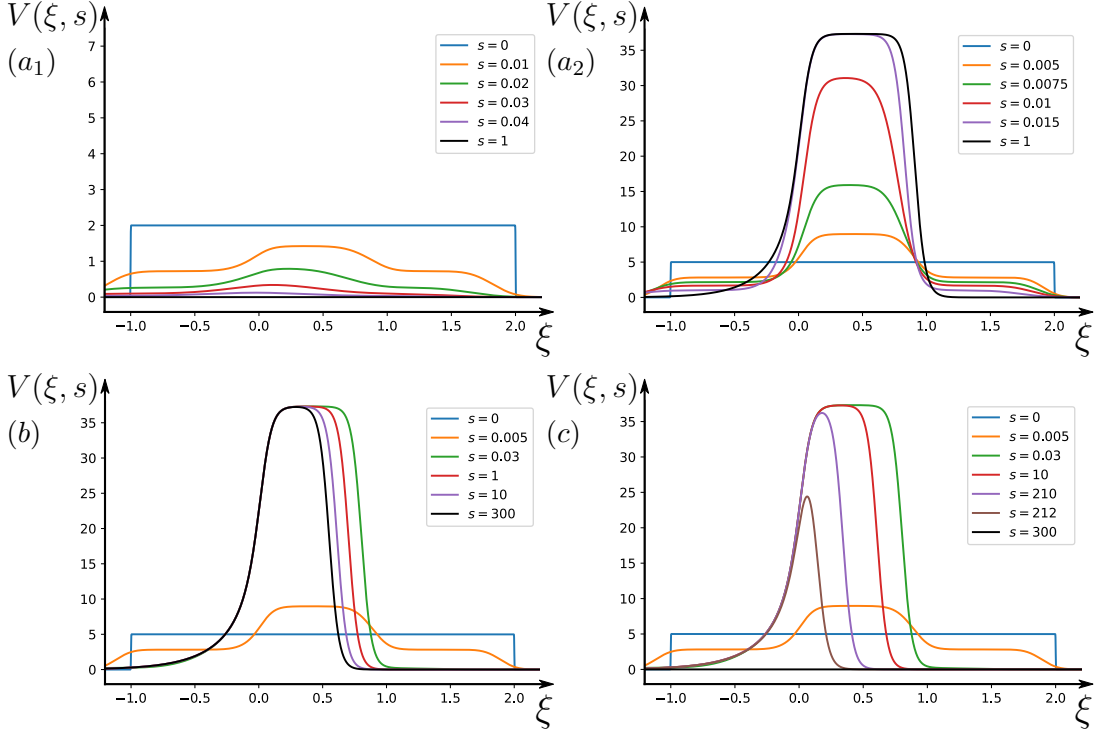 V(ξ, s)
(a₁)
7
6
5
4
3
2
1
0
−1.0 −0.5 0.0 0.5 1.0 1.5 2.0
ξ
s = 0
s = 0.01
s = 0.02
s = 0.03
s = 0.04
s = 1
V(ξ, s)
(a₂)
35
30
25
20
15
10
5
0
−1.0 −0.5 0.0 0.5 1.0 1.5 2.0
ξ
s = 0
s = 0.005
s = 0.0075
s = 0.01
s = 0.015
s = 1
V(ξ, s)
(b)
35
30
25
20
15
10
5
0
−1.0 −0.5 0.0 0.5 1.0 1.5 2.0
ξ
s = 0
s = 0.005
s = 0.03
s = 1
s = 10
s = 300
V(ξ, s)
(c)
35
30
25
20
15
10
5
0
−1.0 −0.5 0.0 0.5 1.0 1.5 2.0
ξ
s = 0
s = 0.005
s = 0.03
s = 10
s = 210
s = 212
s = 300